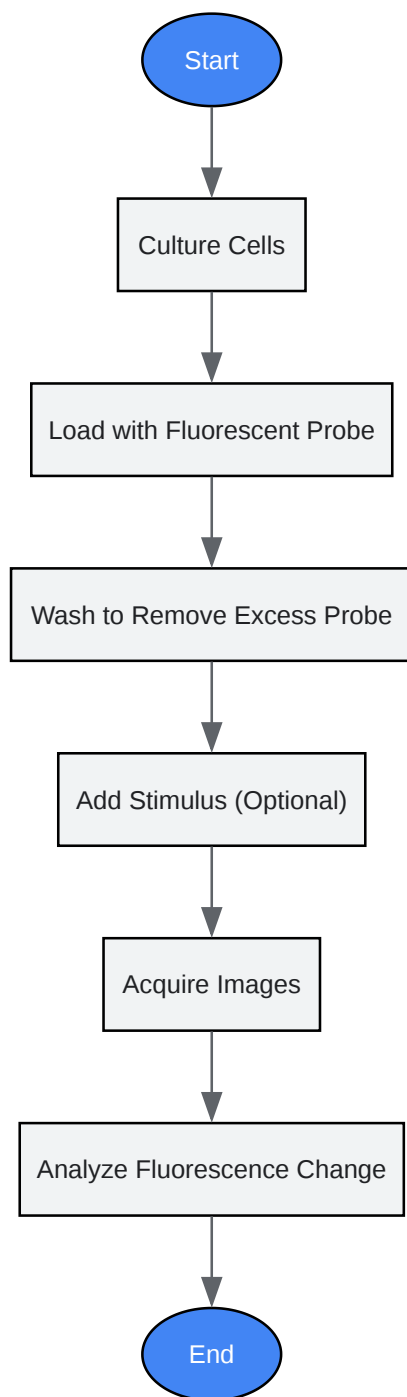 Start
Culture Cells
Load with Fluorescent Probe
Wash to Remove Excess Probe
Add Stimulus (Optional)
Acquire Images
Analyze Fluorescence Change
End